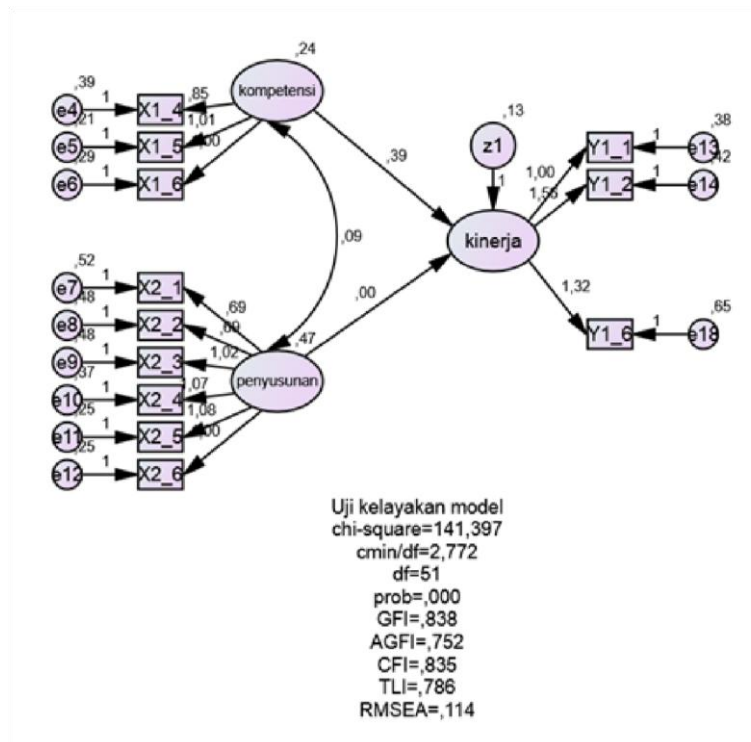 ,24
kompetensi
,39
e4
1
X1_4
,85
,21
e5
1
X1_5
1,01
,29
e6
1
X1_6
,00
,13
z1
1
,39
kinerja
1,00
Y1_1
1
,38
e13
Y1_2
1
,42
e14
1,32
Y1_6
1
,65
e18
,09
,00
,52
e7
1
X2_1
,69
,48
e8
1
X2_2
,48
e9
1
X2_3
1,02
,47
penyusunan
,37
e10
1
X2_4
1,07
,25
e11
1
X2_5
1,08
,25
e12
1
X2_6
,00
Uji kelayakan model
chi-square=141,397
cmin/df=2,772
df=51
prob=,000
GFI=,838
AGFI=,752
CFI=,835
TLI=,786
RMSEA=,114